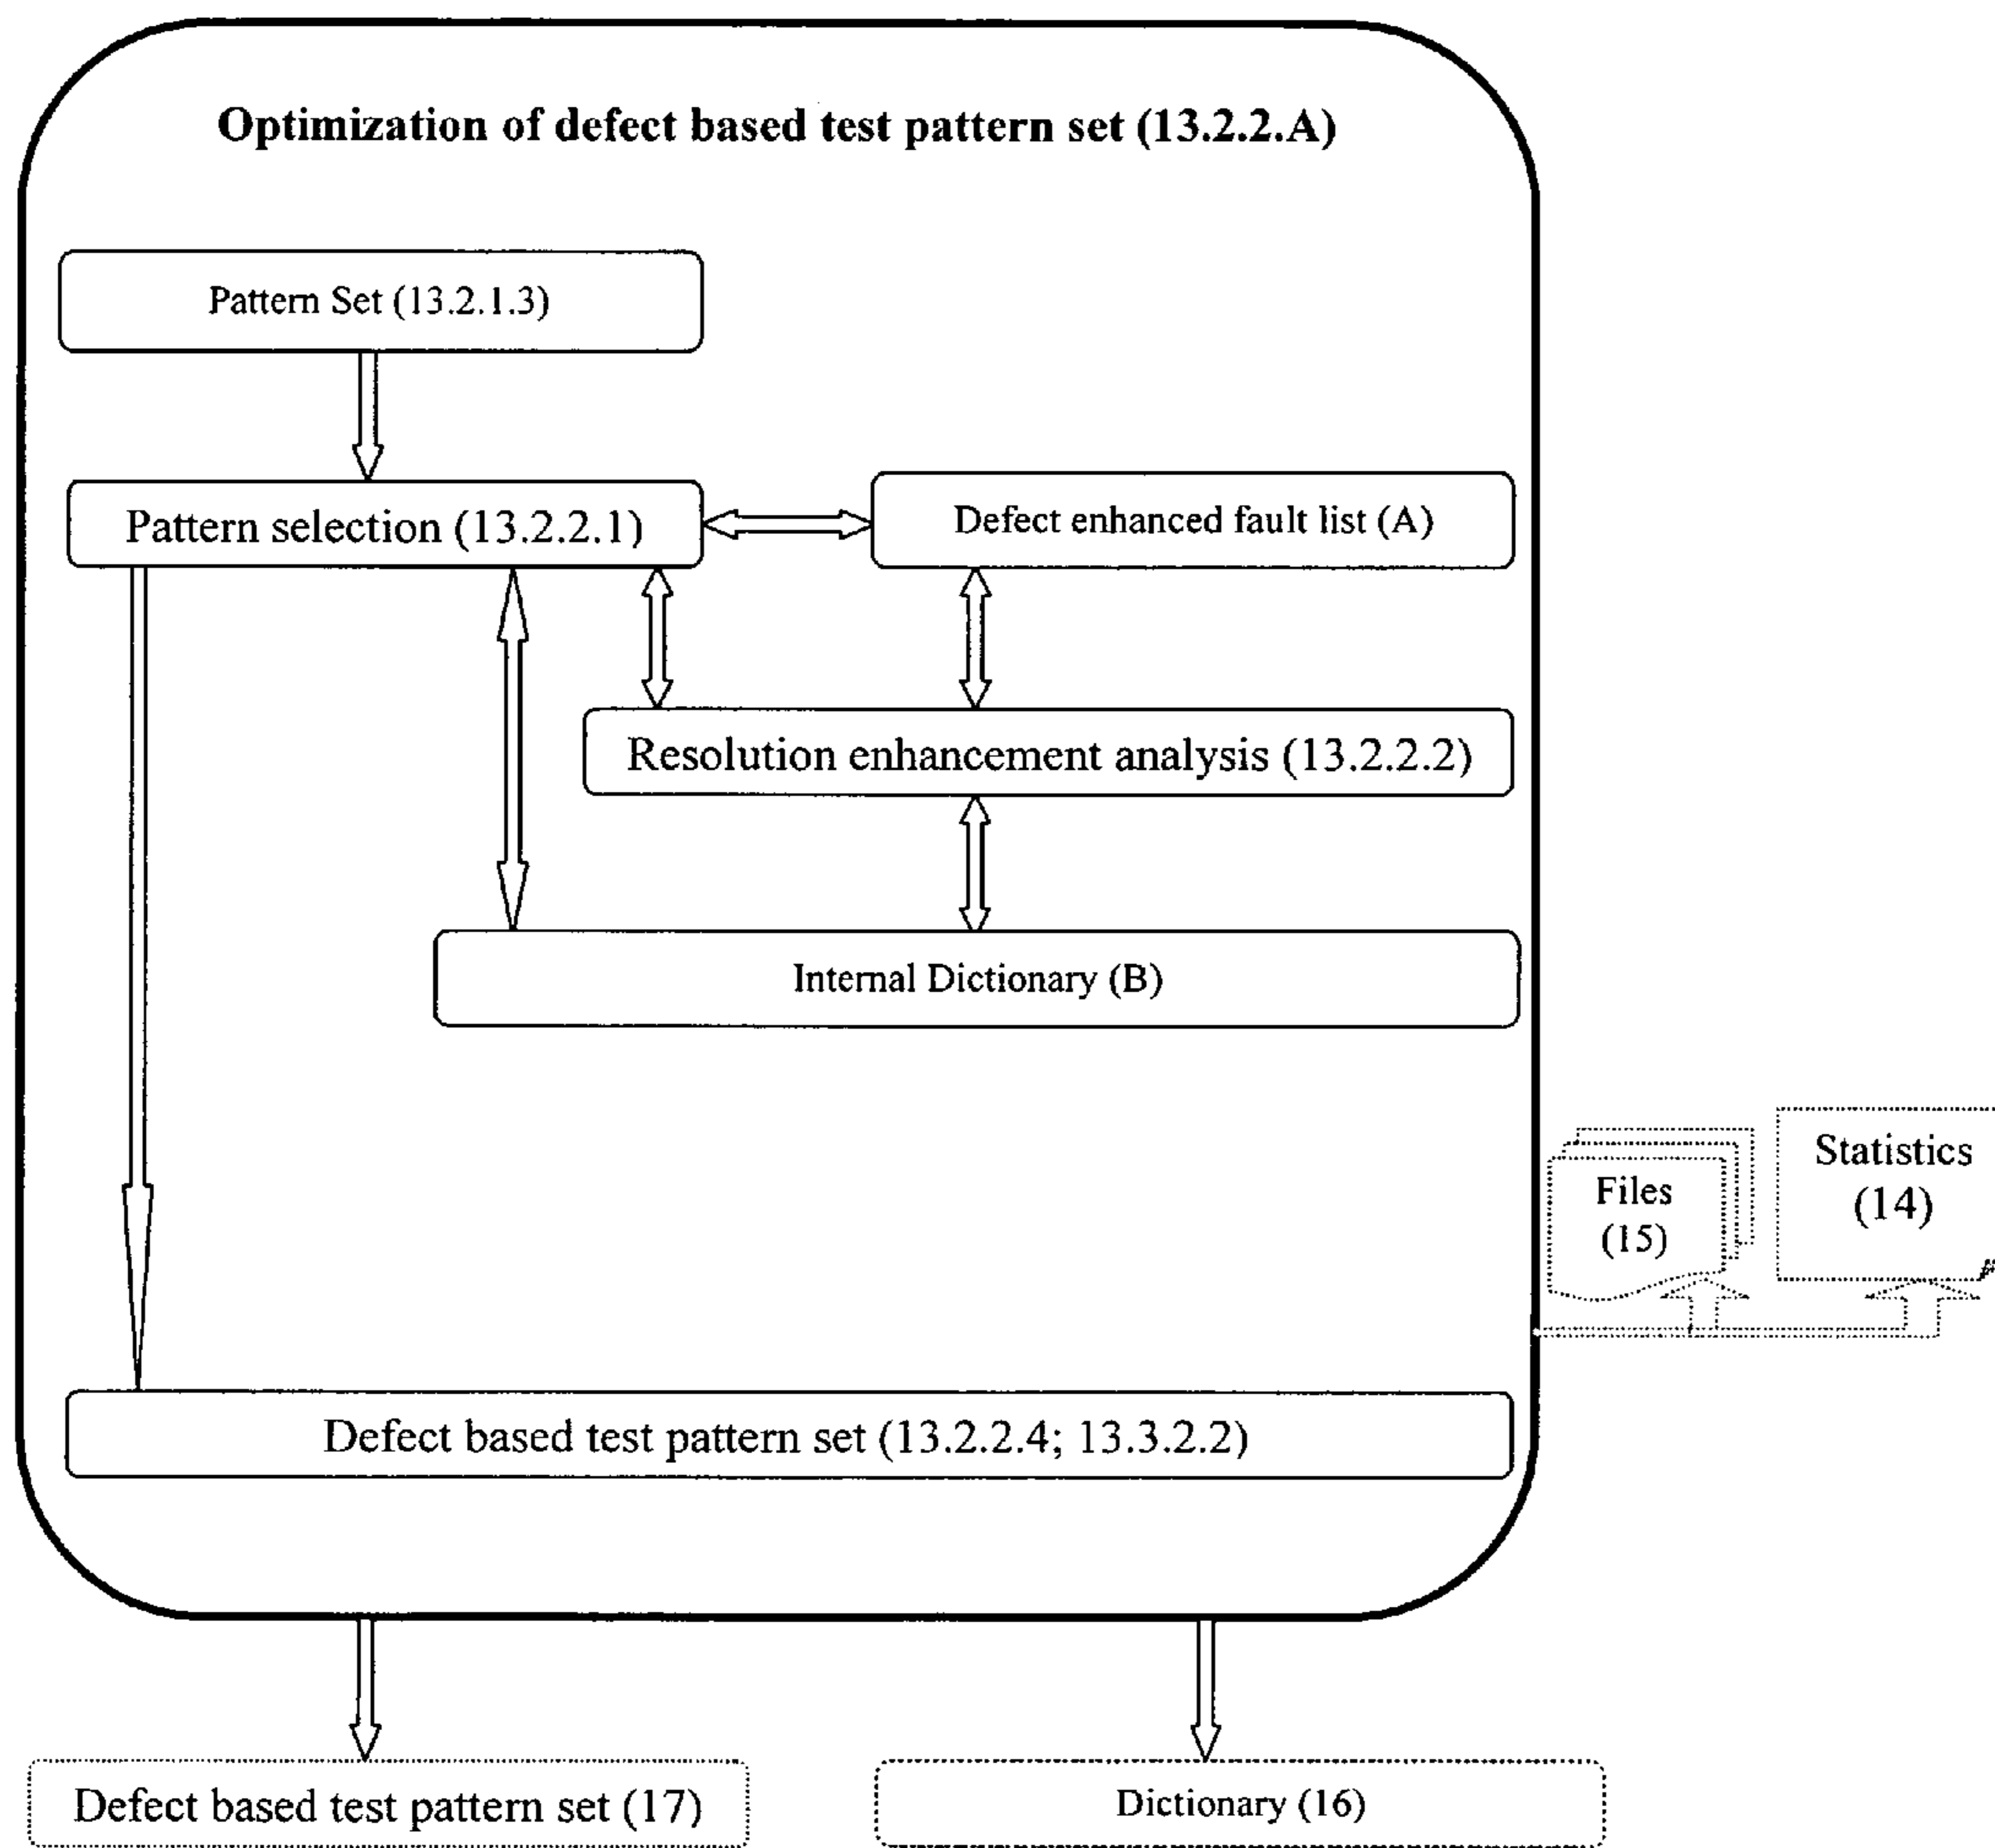 Optimization of defect based test pattern set (13.2.2.A)
Pattern Set (13.2.1.3)
Pattern selection (13.2.2.1)
Defect enhanced fault list (A)
Resolution enhancement analysis (13.2.2.2)
Internal Dictionary (B)
Files
(15)
Statistics
(14)
Defect based test pattern set (13.2.2.4; 13.3.2.2)
Defect based test pattern set (17)
Dictionary (16)